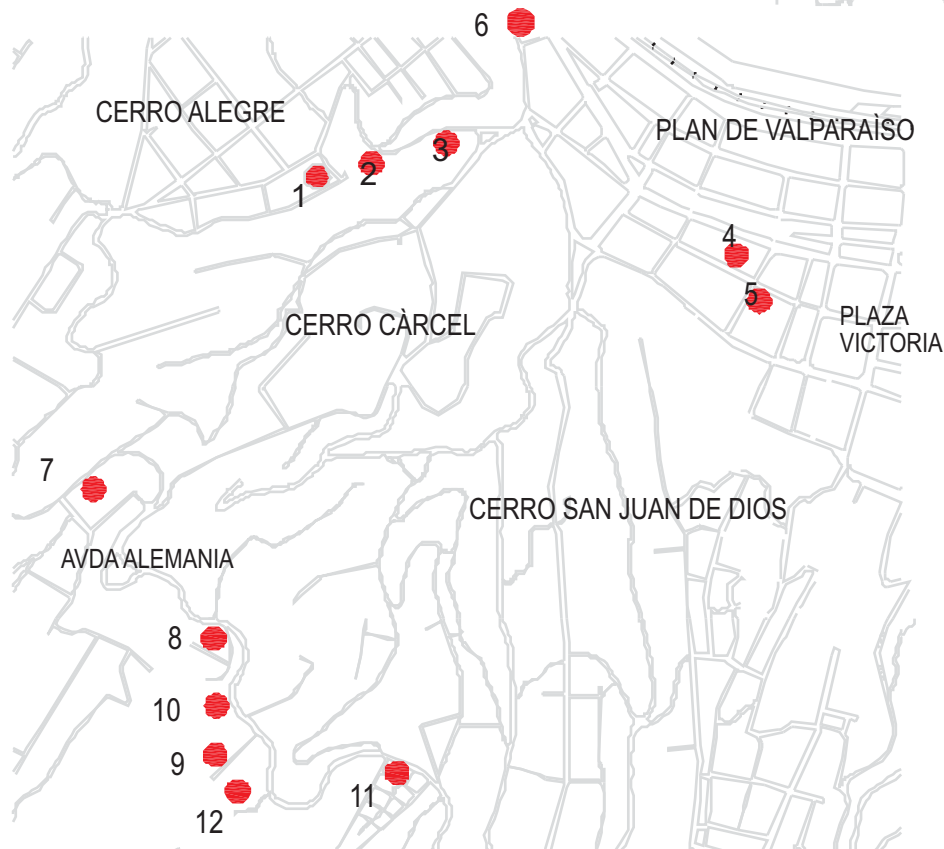 6
CERRO ALEGRE
PLAN DE VALPARAÌSO
3
2
1
4
5
PLAZA
VICTORIA
CERRO CÀRCEL
7
CERRO SAN JUAN DE DIOS
AVDA ALEMANIA
8
10
9
11
12